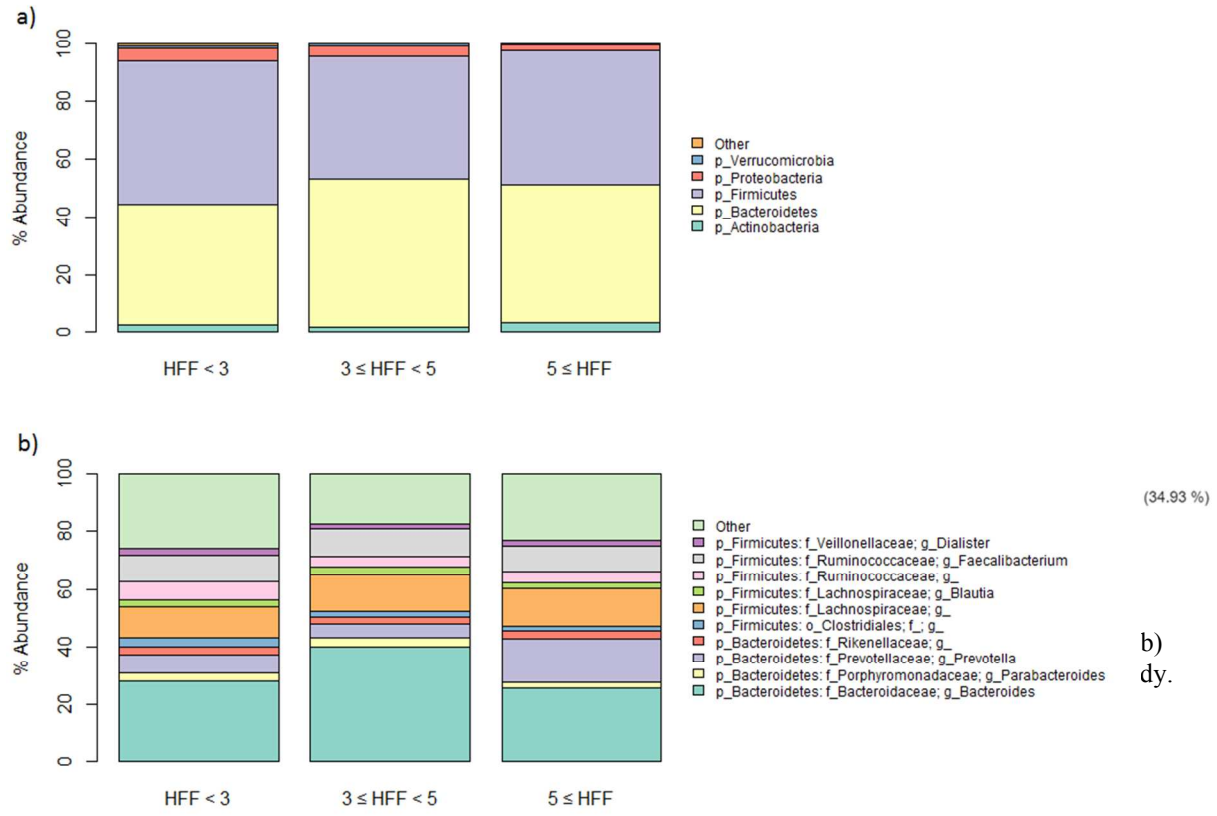 a)
% Abundance
100
80
60
40
20
0
HFF < 3
3 ≤ HFF < 5
5 ≤ HFF
Other
p_Verrucomicrobia
p_Proteobacteria
p_Firmicutes
p_Bacteroidetes
p_Actinobacteria
b)
% Abundance
100
80
60
40
20
0
HFF < 3
3 ≤ HFF < 5
5 ≤ HFF
(34.93 %)
Other
p_Firmicutes: f_Veillonellaceae; g_Dialister
p_Firmicutes: f_Ruminococcaceae; g_Faecalibacterium
p_Firmicutes: f_Ruminococcaceae; g_
p_Firmicutes: f_Lachnospiraceae; g_Blautia
p_Firmicutes: f_Lachnospiraceae; g_
p_Firmicutes: o_Clostridiales; f_; g_
p_Bacteroidetes: f_Rikenellaceae; g_
p_Bacteroidetes: f_Prevotellaceae; g_Prevotella
p_Bacteroidetes: f_Porphyromonadaceae; g_Parabacteroides
p_Bacteroidetes: f_Bacteroidaceae; g_Bacteroides
b)
dy.